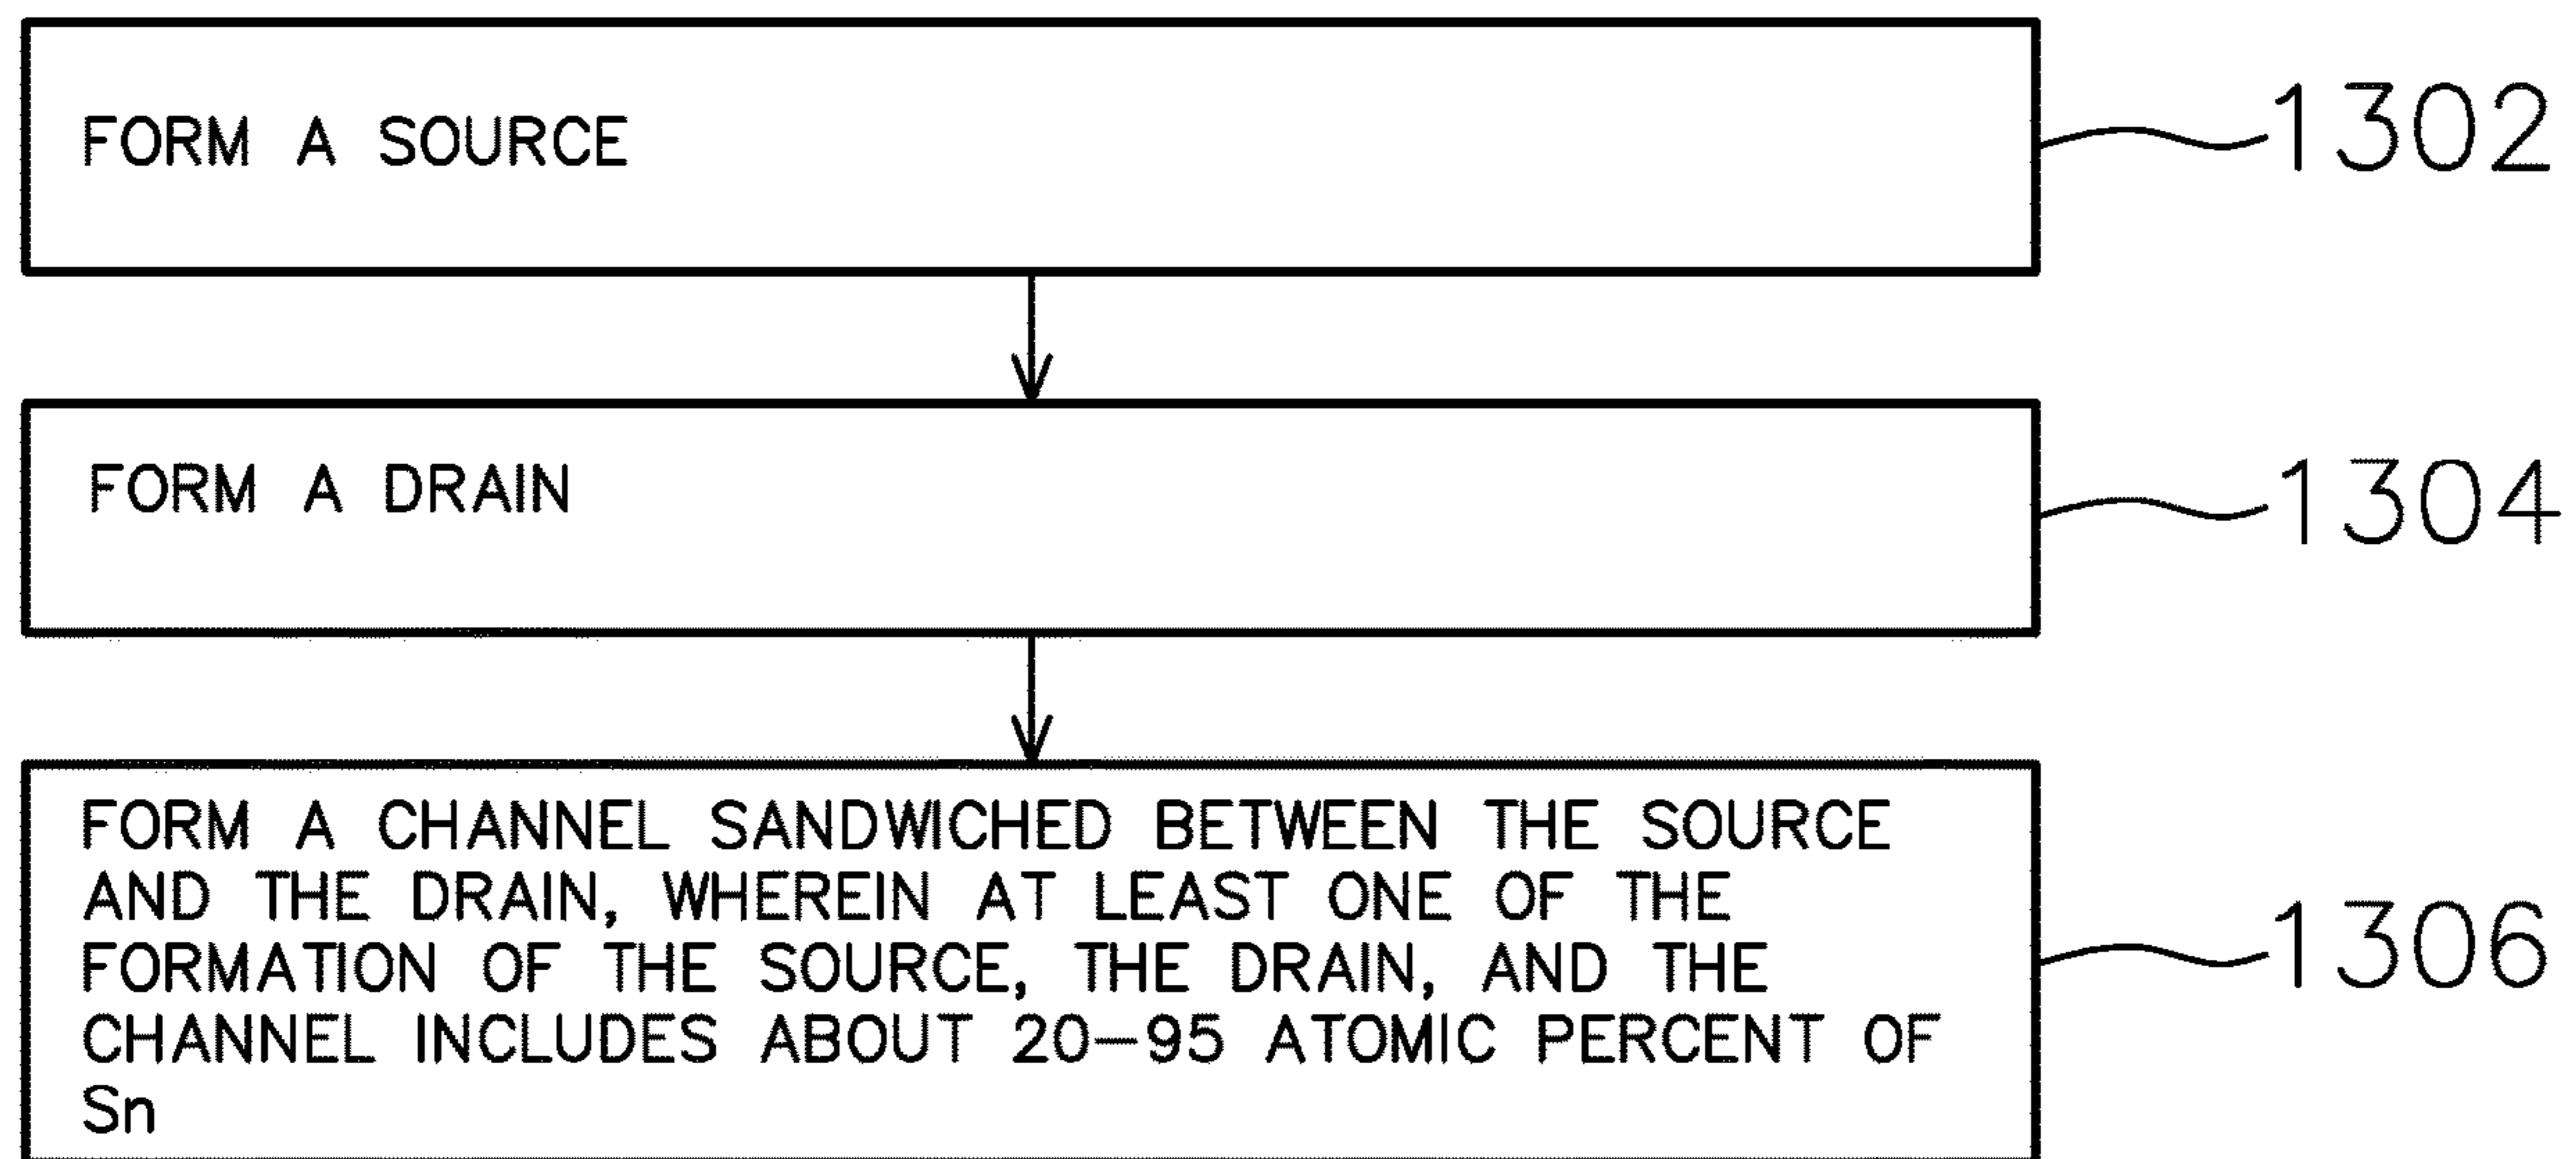 FORM A SOURCE
1302
FORM A DRAIN
1304
FORM A CHANNEL SANDWICHED BETWEEN THE SOURCE
AND THE DRAIN, WHEREIN AT LEAST ONE OF THE
FORMATION OF THE SOURCE, THE DRAIN, AND THE
CHANNEL INCLUDES ABOUT 20-95 ATOMIC PERCENT OF
Sn
1306